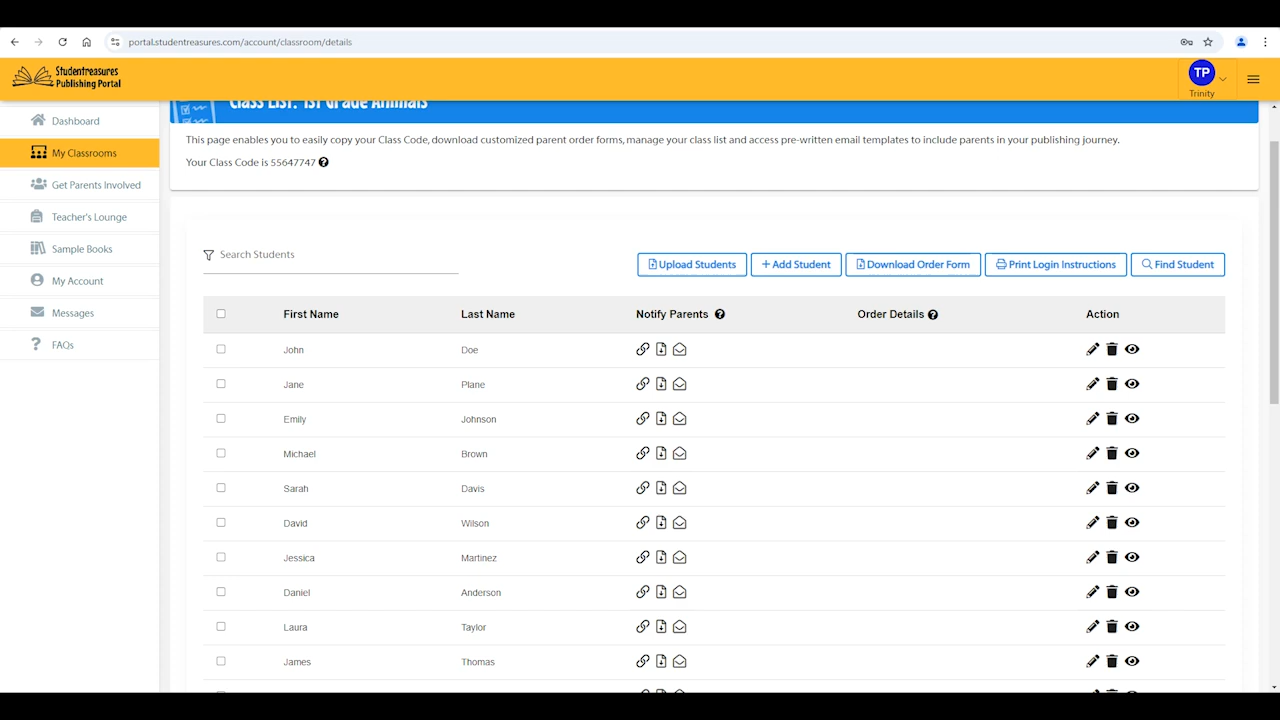 portal.studentreasures.com/account/classroom/details
Studentreasures
Publishing Portal
TP
Trinity
Dashboard
My Classrooms
Get Parents Involved
Teacher's Lounge
Sample Books
My Account
Messages
FAQs
Class List: 1st Grade Animals
This page enables you to easily copy your Class Code, download customized parent order forms, manage your class list and access pre-written email templates to include parents in your publishing journey.
Your Class Code is 55647747
Search Students
Upload Students
+ Add Student
Download Order Form
Print Login Instructions
Find Student
First Name Last Name Notify Parents Order Details Action
John Doe
Jane Plane
Emily Johnson
Michael Brown
Sarah Davis
David Wilson
Jessica Martinez
Daniel Anderson
Laura Taylor
James Thomas